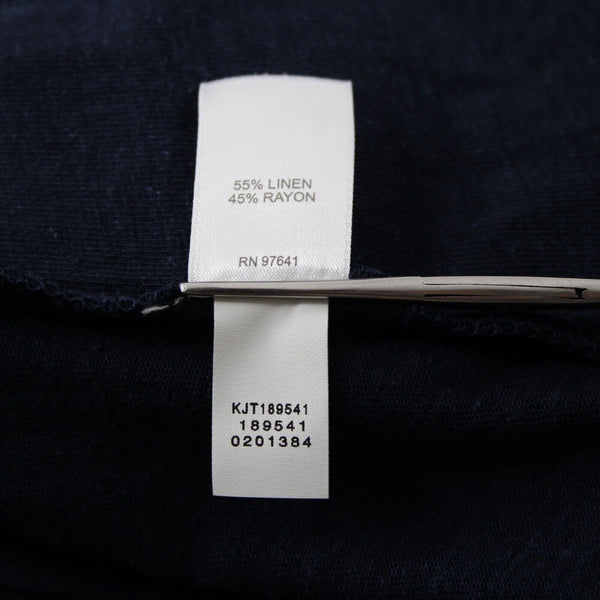 55% LINEN
45% RAYON
RN 97641
KJT189541
189541
0201384